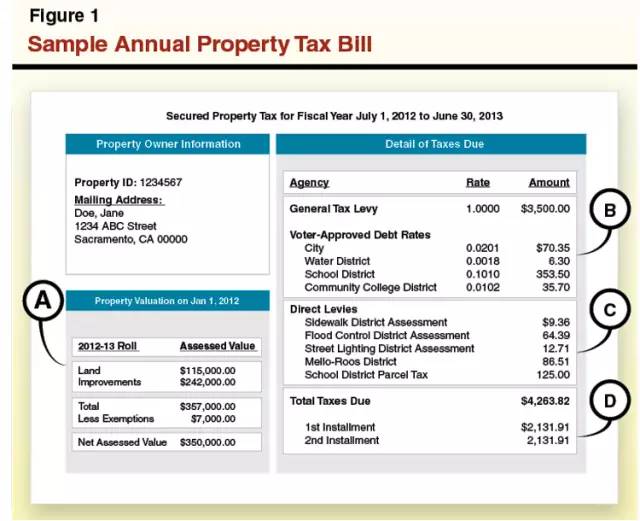 Figure 1
Sample Annual Property Tax Bill
Secured Property Tax for Fiscal Year July 1, 2012 to June 30, 2013
Property Owner Information
Property ID: 1234567
Mailing Address:
Doe, Jane
1234 ABC Street
Sacramento, CA 00000
A
Property Valuation on Jan 1, 2012
2012-13 Roll Assessed Value
Land $115,000.00
Improvements $242,000.00
Total $357,000.00
Less Exemptions $7,000.00
Net Assessed Value $350,000.00
Detail of Taxes Due
Agency Rate Amount
General Tax Levy 1.0000 $3,500.00
B
Voter-Approved Debt Rates
City 0.0201 $70.35
Water District 0.0018 6.30
School District 0.1010 353.50
Community College District 0.0102 35.70
Direct Levies
C
Sidewalk District Assessment $9.36
Flood Control District Assessment 64.39
Street Lighting District Assessment 12.71
Mello-Roos District 86.51
School District Parcel Tax 125.00
Total Taxes Due $4,263.82
D
1st Installment $2,131.91
2nd Installment 2,131.91